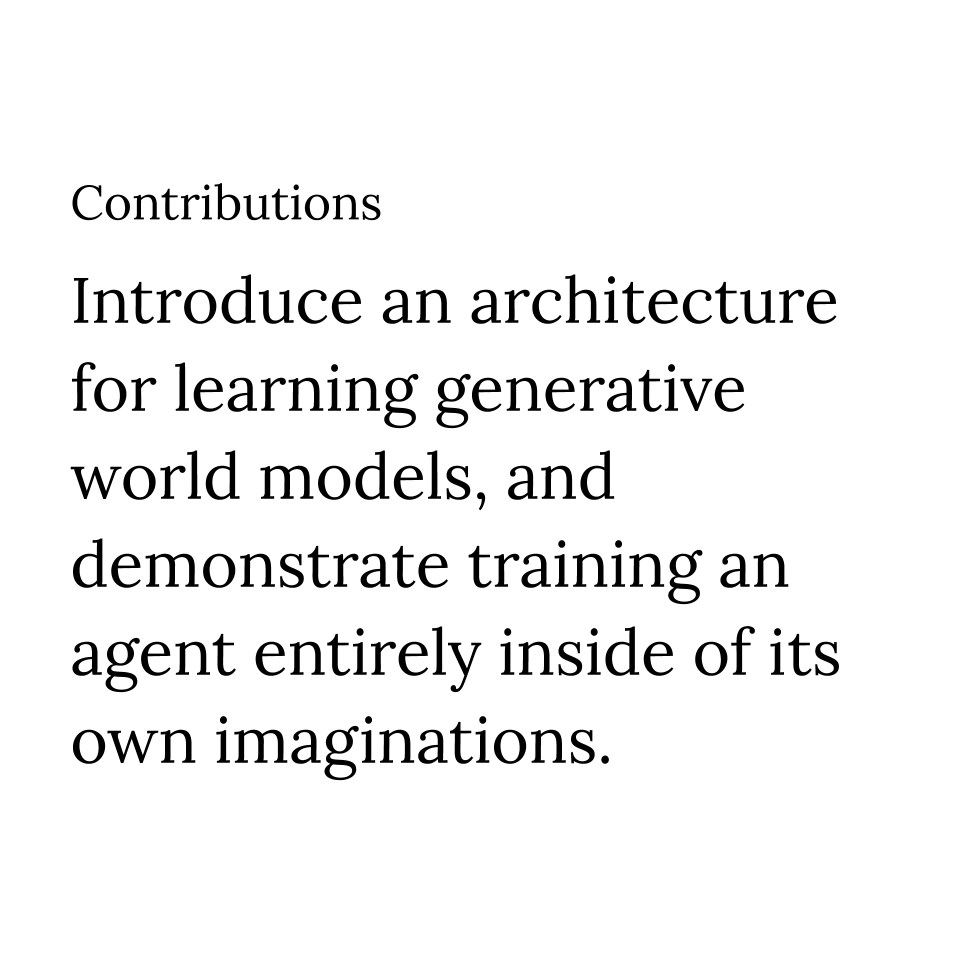 Contributions
Introduce an architecture
for learning generative
world models, and
demonstrate training an
agent entirely inside of its
own imaginations.